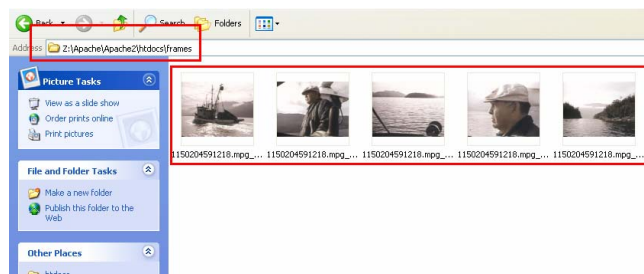 Back Search Folders
Address Z:\Apache\Apache2\htdocs\frames
Picture Tasks
View as a slide show
Order prints online
Print pictures
1150204591218.mpg_... 1150204591218.mpg_... 1150204591218.mpg_... 1150204591218.mpg_... 1150204591218.mpg_...
File and Folder Tasks
Make a new folder
Publish this folder to the
Web
Other Places
htdocs